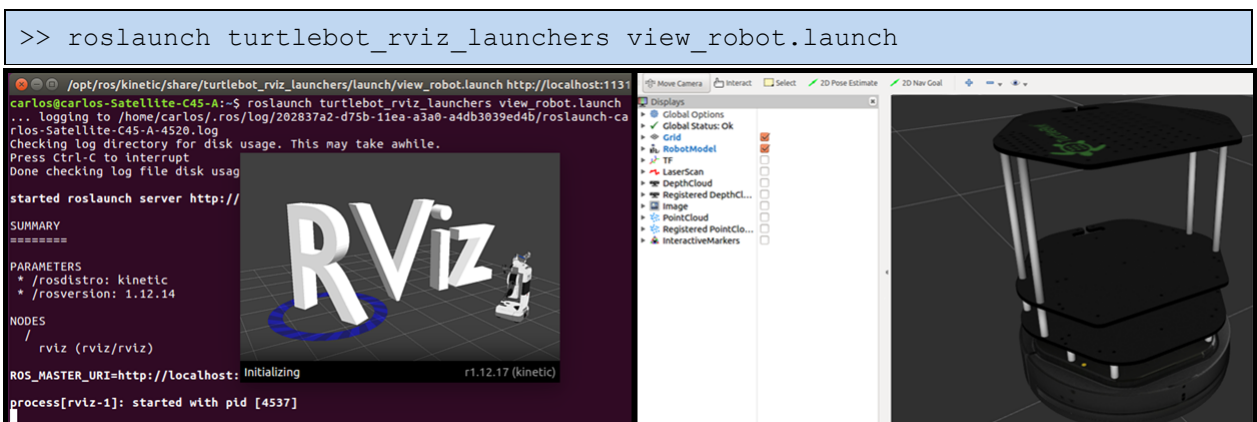 >> roslaunch turtlebot_rviz_launchers view_robot.launch
/opt/ros/kinetic/share/turtlebot_rviz_launchers/launch/view_robot.launch http://localhost:1131
carlos@carlos-Satellite-C45-A:~$ roslaunch turtlebot_rviz_launchers view_robot.launch
... logging to /home/carlos/.ros/log/202837a2-d75b-11ea-a3a0-a4db3039ed4b/roslaunch-ca
rlos-Satellite-C45-A-4520.log
Checking log directory for disk usage. This may take awhile.
Press Ctrl-C to interrupt
Done checking log file disk usag
started roslaunch server http://
SUMMARY
========
PARAMETERS
* /rosdistro: kinetic
* /rosversion: 1.12.14
NODES
/
rviz (rviz/rviz)
ROS_MASTER_URI=http://localhost:
process[rviz-1]: started with pid [4537]
RViz
Initializing r1.12.17 (kinetic)
Move Camera Interact Select 2D Pose Estimate 2D Nav Goal
Displays
Global Options
Global Status: Ok
Grid
RobotModel
TF
LaserScan
DepthCloud
Registered DepthCl...
Image
PointCloud
Registered PointClo...
InteractiveMarkers